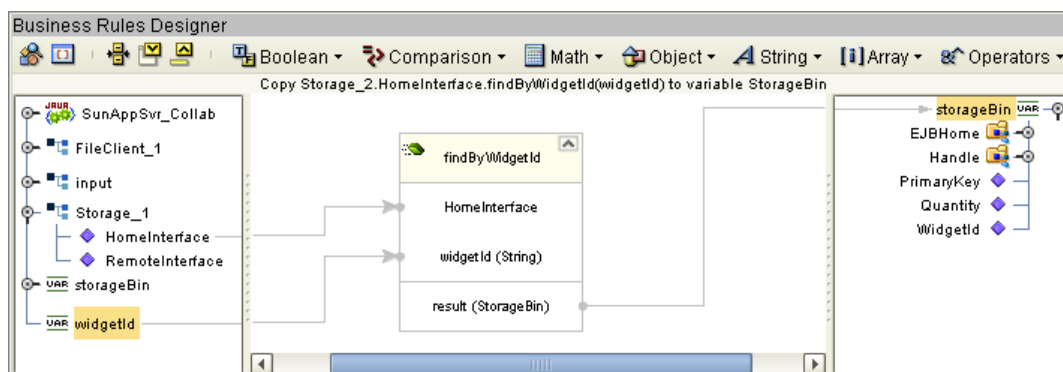 Business Rules Designer
Boolean Comparison Math Object String Array Operators
Copy Storage_2.HomeInterface.findByWidgetId(widgetId) to variable StorageBin
JAVA SunAppSvr_Collab
FileClient_1
input
Storage_1
HomeInterface
RemoteInterface
VAR storageBin
VAR widgetId
findByWidgetId
HomeInterface
widgetId (String)
result (StorageBin)
storageBin VAR
EJBHome
Handle
PrimaryKey
Quantity
WidgetId